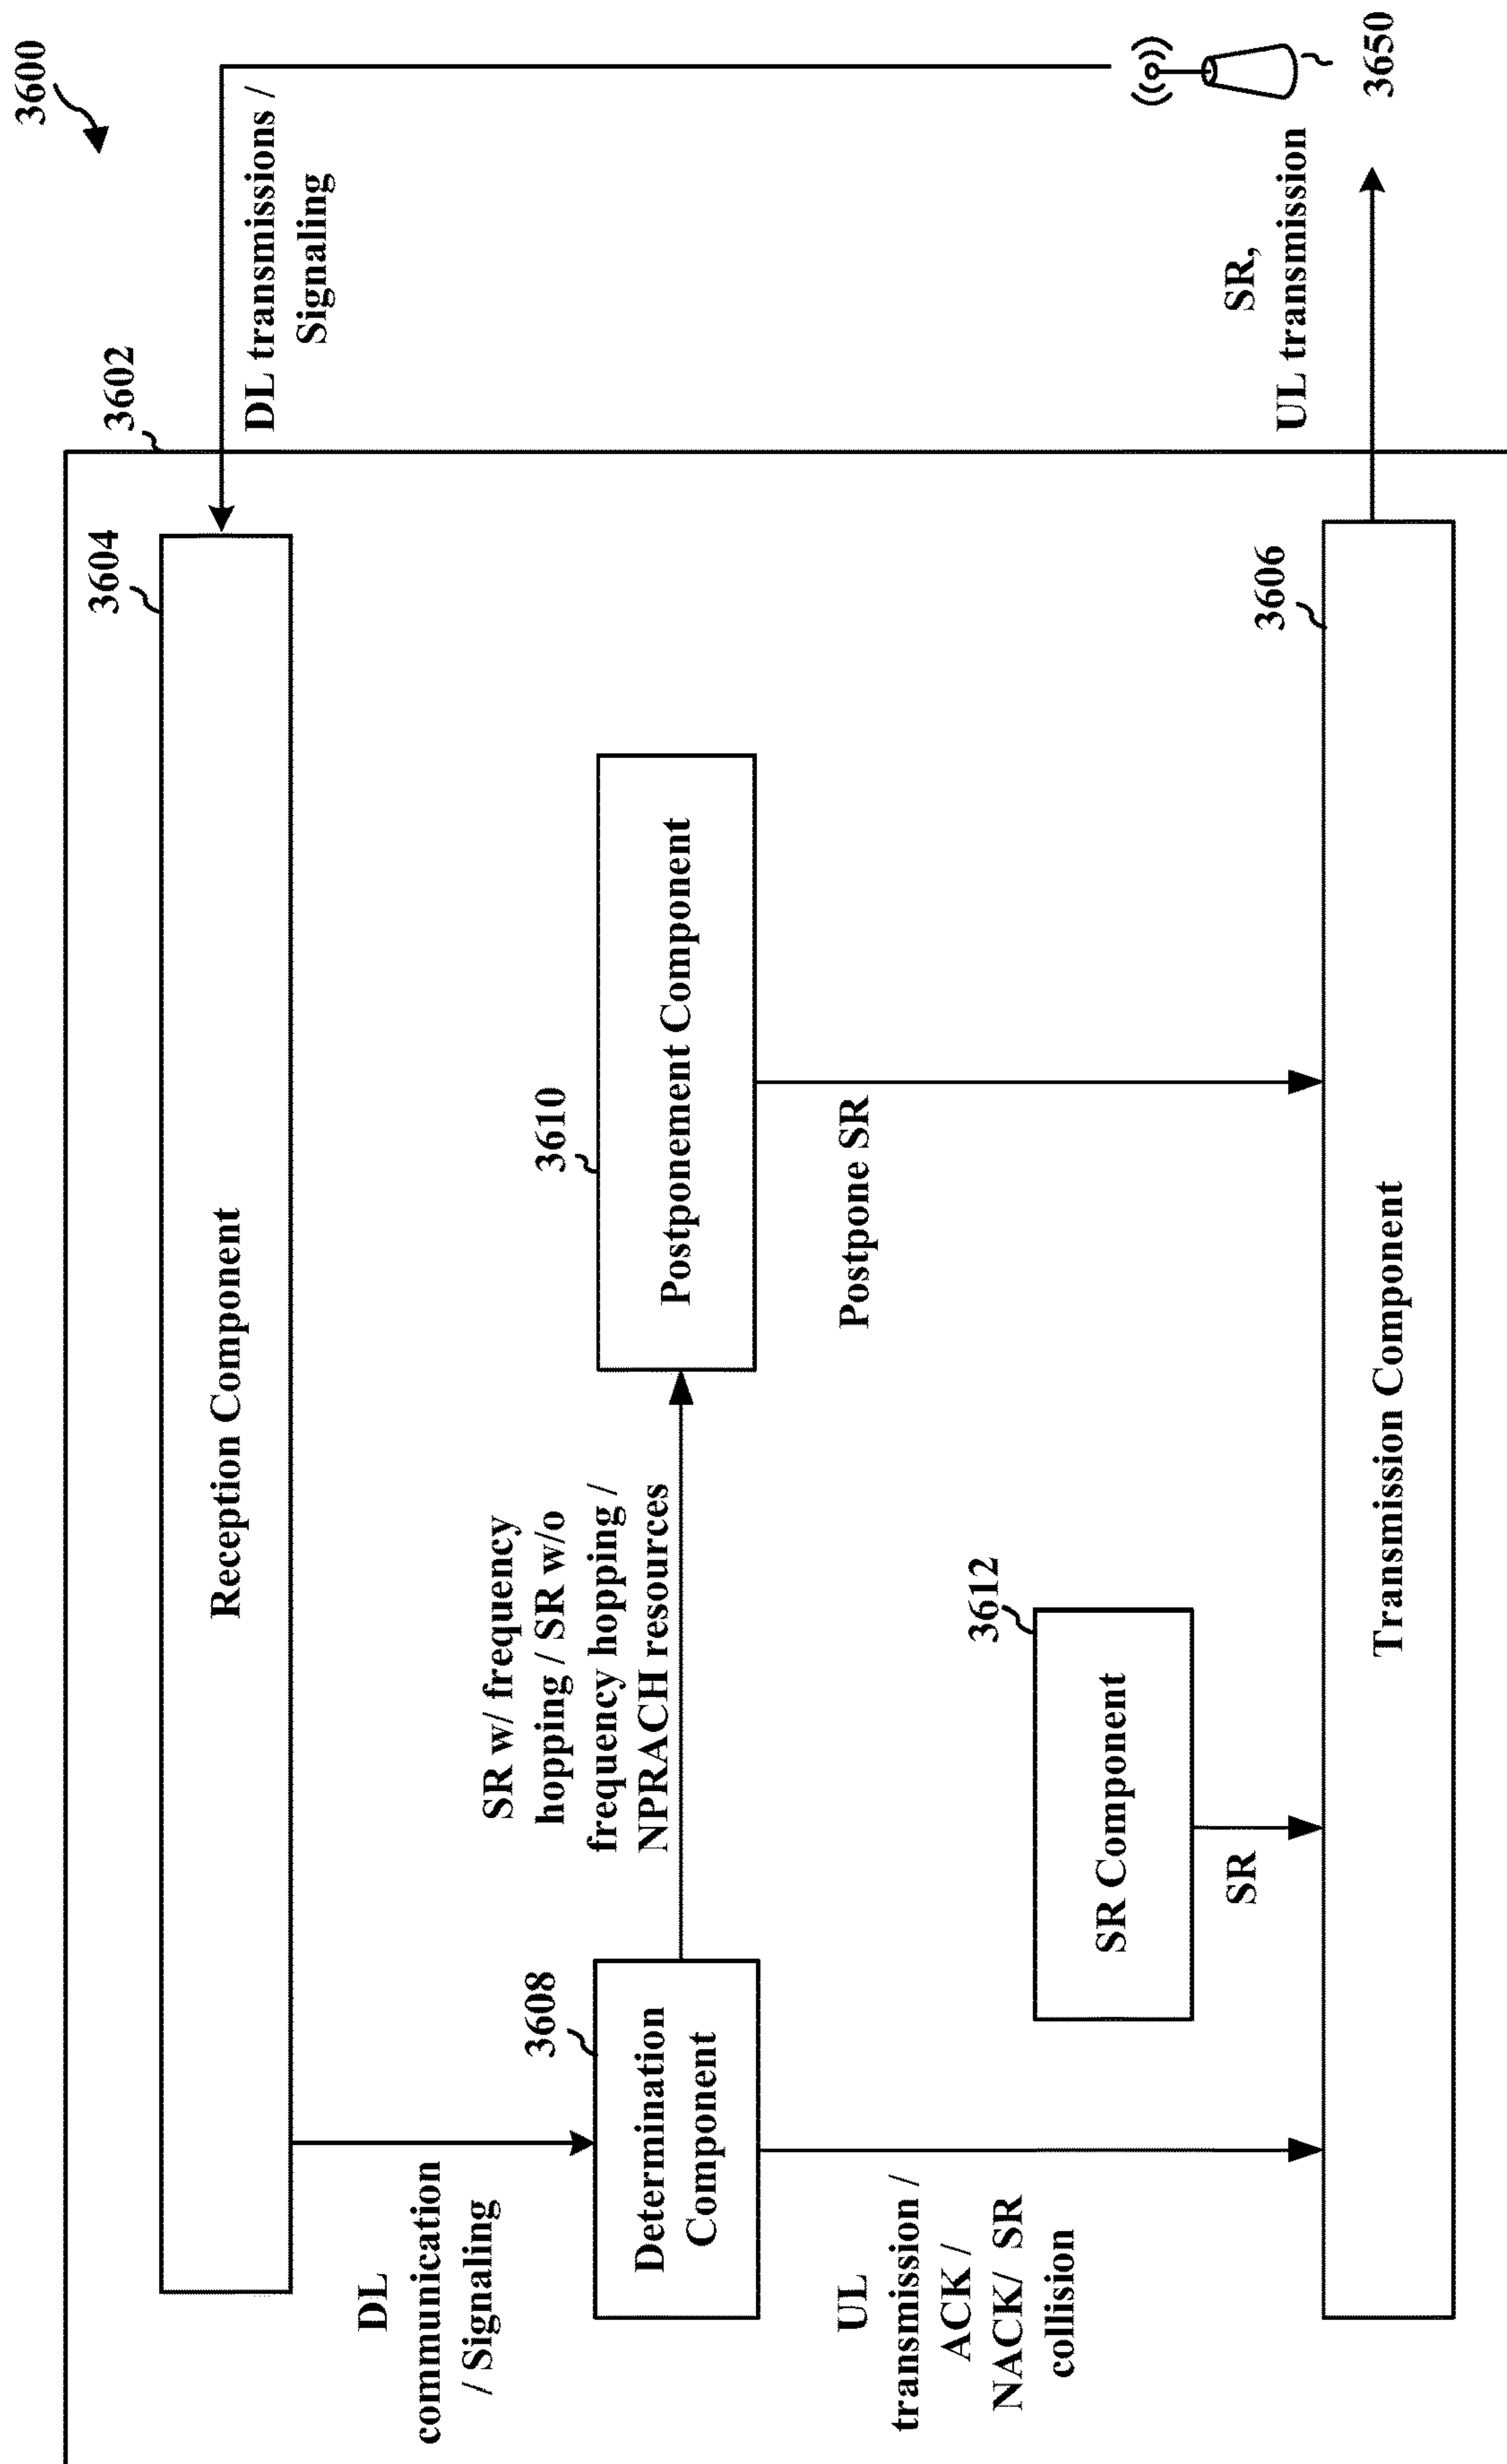 3600
3602
DL transmissions /
Signaling
3604
Reception Component
DL
communication
/ Signaling
3608
Determination
Component
SR w/ frequency
hopping / SR w/o
frequency hopping /
NPRACH resources
3610
Postponement Component
Postpone SR
UL
transmission /
ACK /
NACK/ SR
collision
3612
SR Component
SR
3606
Transmission Component
SR,
UL transmission
3650